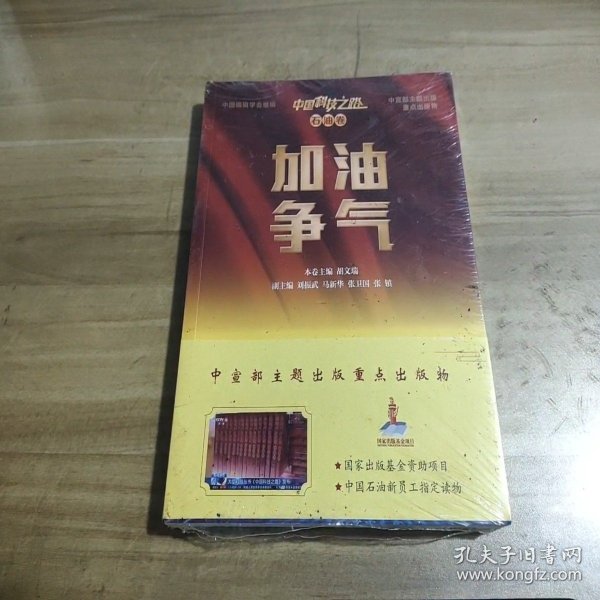 中国编辑学会组编
中国科技之路
中宣部主题出版
重点出版物
石油卷
加油
争气
本卷主编 胡文瑞
副主编 刘振武 马新华 张卫国 张镇
中宣部主题出版重点出版物
国家出版基金项目
★国家出版基金资助项目
★中国石油新员工指定读物
孔夫子旧书网
www.kongfz.com